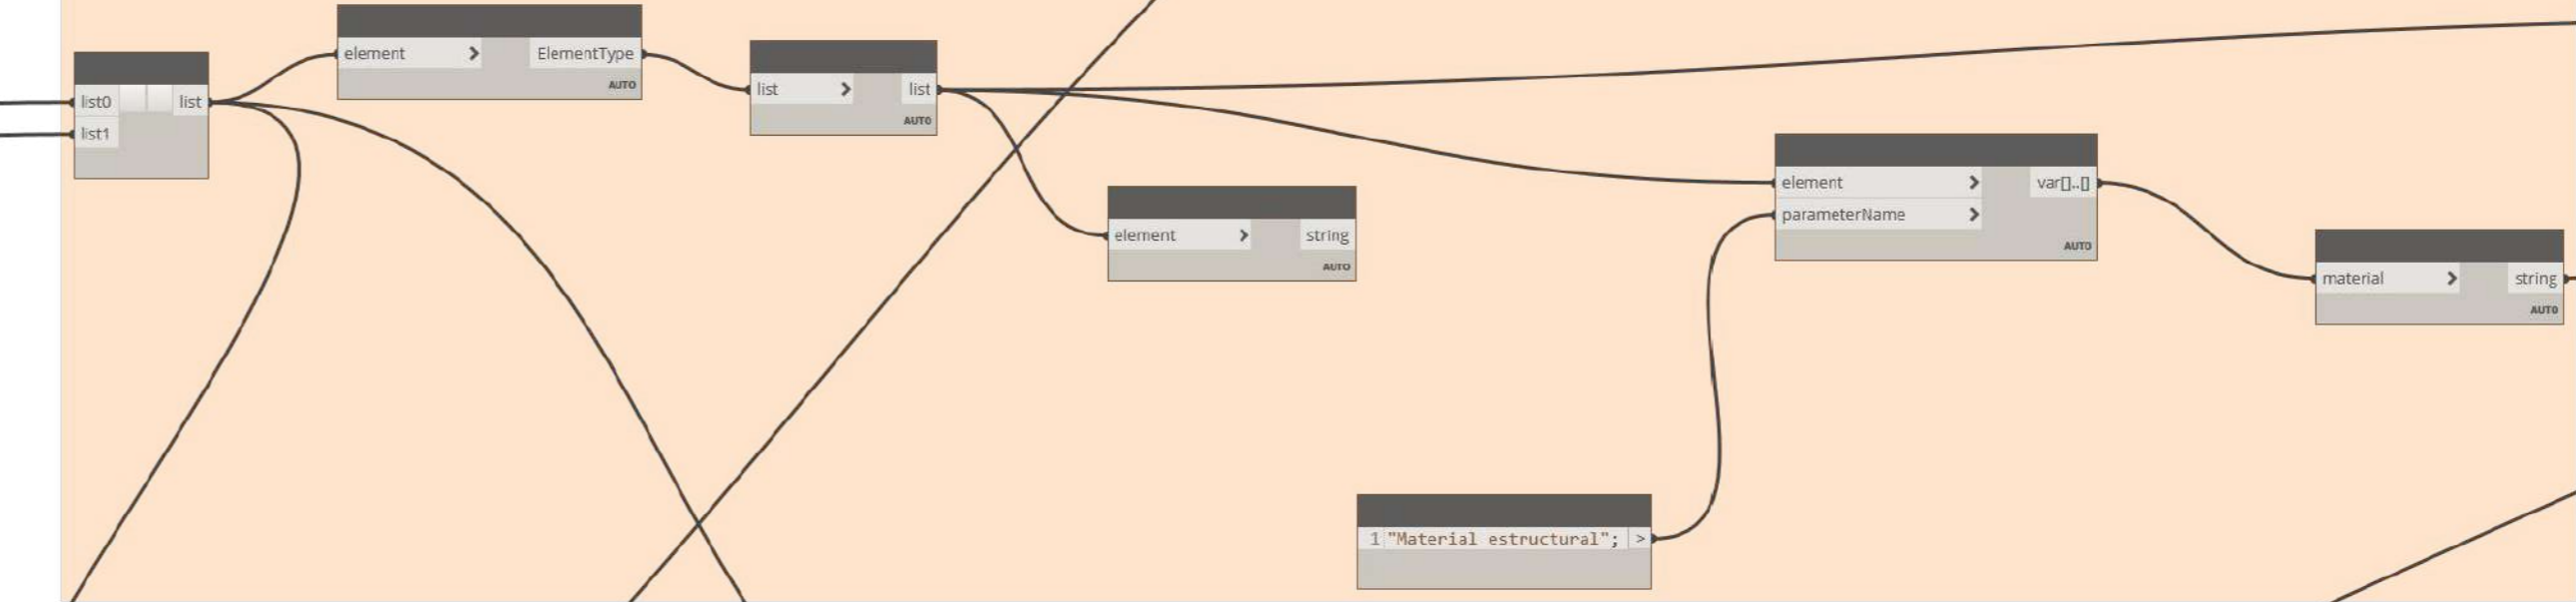 list0 list
list1
element > ElementType
AUTO
list > list
AUTO
element > string
AUTO
element > var[]..[]
parameterName >
AUTO
material > string
AUTO
1 "Material estructural"; >